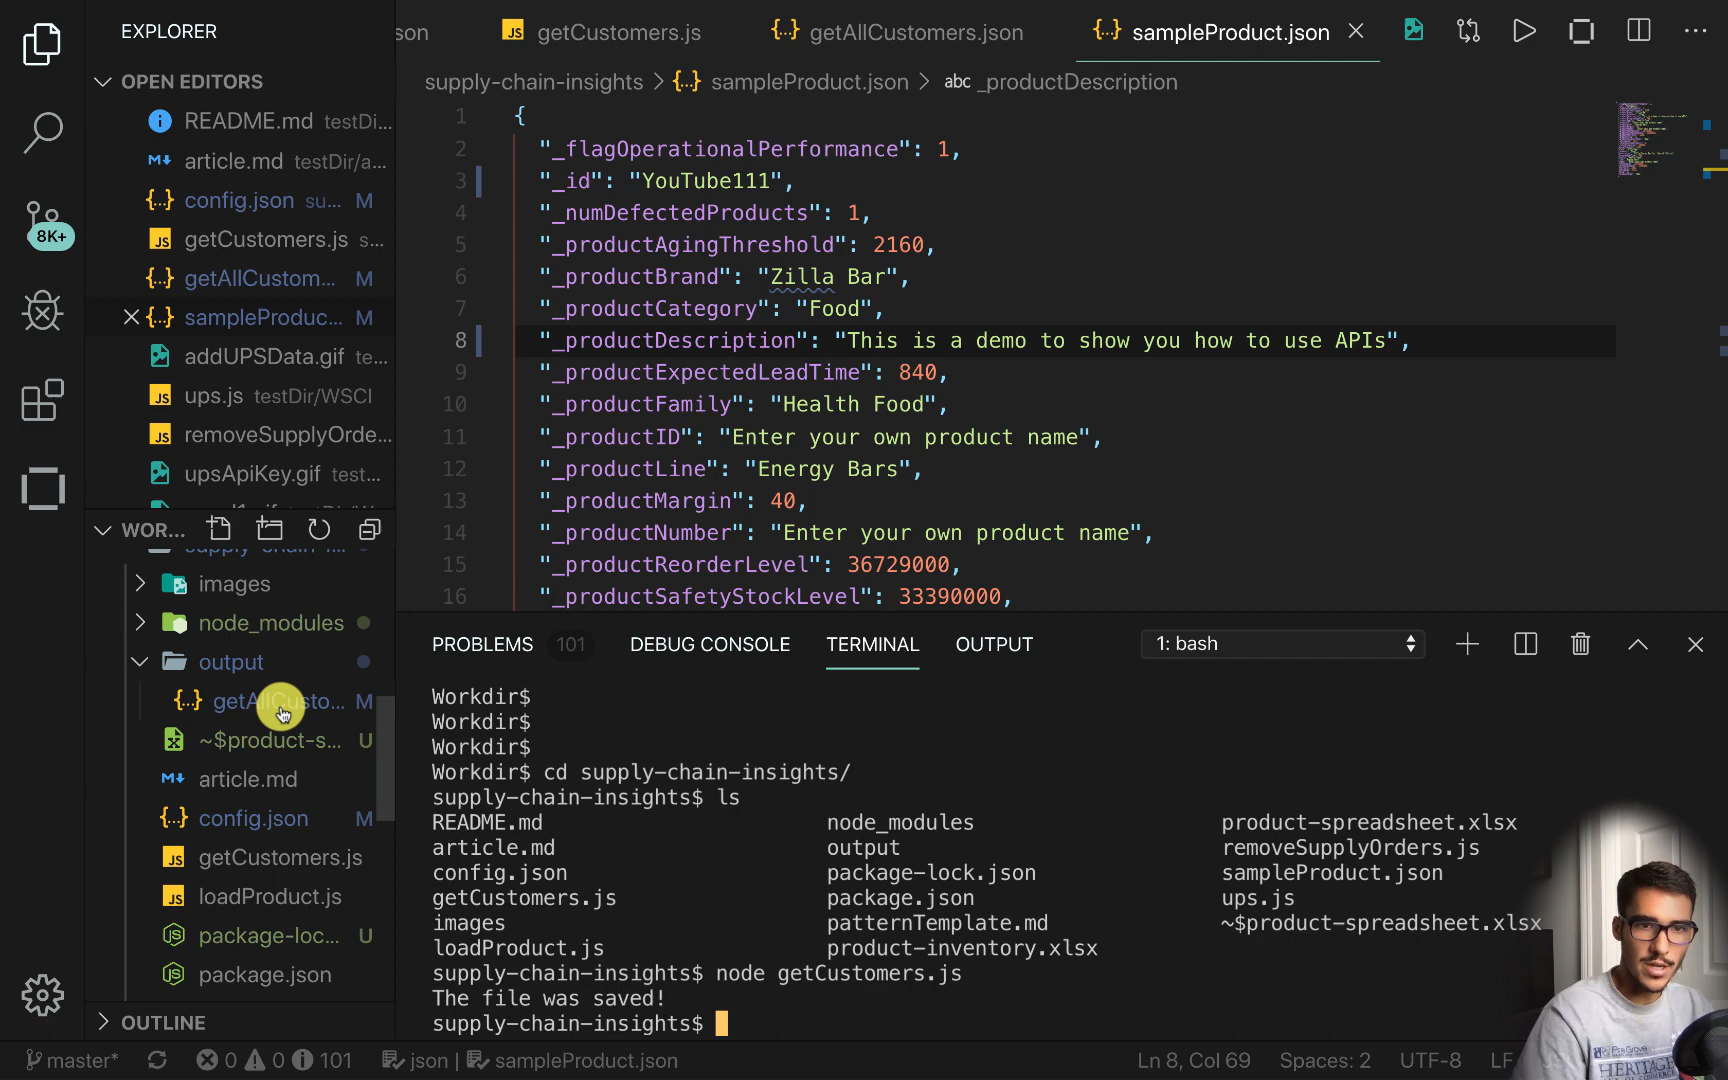 EXPLORER
son
getCustomers.js
getAllCustomers.json
sampleProduct.json
OPEN EDITORS
README.md testDi...
article.md testDir/a...
config.json su... M
getCustomers.js s...
getAllCustom... M
sampleProduc... M
addUPSData.gif te...
ups.js testDir/WSCI
removeSupplyOrde...
upsApiKey.gif test...
8K+
supply-chain-insights > sampleProduct.json > abc _productDescription
1 {
2 "_flagOperationalPerformance": 1,
3 "_id": "YouTube111",
4 "_numDefectedProducts": 1,
5 "_productAgingThreshold": 2160,
6 "_productBrand": "Zilla Bar",
7 "_productCategory": "Food",
8 "_productDescription": "This is a demo to show you how to use APIs",
9 "_productExpectedLeadTime": 840,
10 "_productFamily": "Health Food",
11 "_productID": "Enter your own product name",
12 "_productLine": "Energy Bars",
13 "_productMargin": 40,
14 "_productNumber": "Enter your own product name",
15 "_productReorderLevel": 36729000,
16 "_productSafetyStockLevel": 33390000,
WOR...
images
node_modules
output
getAllCusto... M
~$product-s... U
article.md
config.json M
getCustomers.js
loadProduct.js
package-loc... U
package.json
OUTLINE
PROBLEMS 101 DEBUG CONSOLE TERMINAL OUTPUT 1: bash
Workdir$
Workdir$
Workdir$
Workdir$ cd supply-chain-insights/
supply-chain-insights$ ls
README.md node_modules product-spreadsheet.xlsx
article.md output removeSupplyOrders.js
config.json package-lock.json sampleProduct.json
getCustomers.js package.json ups.js
images patternTemplate.md ~$product-spreadsheet.xlsx
loadProduct.js product-inventory.xlsx
supply-chain-insights$ node getCustomers.js
The file was saved!
supply-chain-insights$
master* 0 0 101 json | sampleProduct.json Ln 8, Col 69 Spaces: 2 UTF-8 LF
HERITAGE